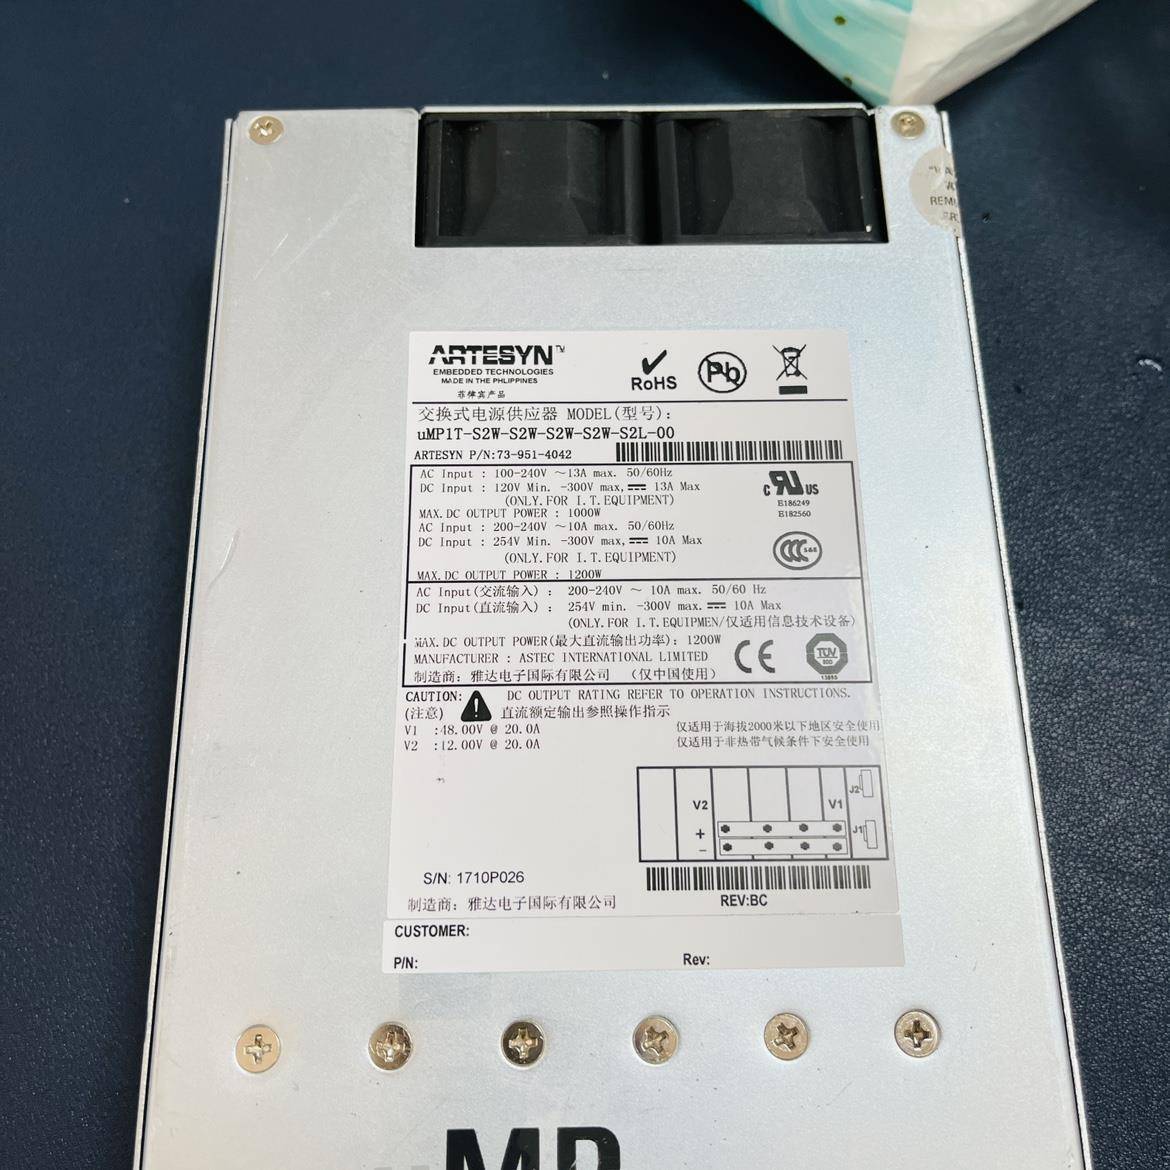 REM
ARTESYN™
EMBEDDED TECHNOLOGIES
MADE IN THE PHLIPPINES
菲律宾产品
RoHS
Pb
交换式电源供应器 MODEL(型号):
uMP1T-S2W-S2W-S2W-S2W-S2L-00
ARTESYN P/N:73-951-4042
AC Input : 100-240V ~13A max. 50/60Hz
DC Input : 120V Min. -300V max, ⎓ 13A Max
(ONLY.FOR I.T.EQUIPMENT)
MAX.DC OUTPUT POWER : 1000W
AC Input : 200-240V ~10A max. 50/60Hz
DC Input : 254V Min. -300V max, ⎓ 10A Max
(ONLY.FOR I.T.EQUIPMENT)
MAX.DC OUTPUT POWER : 1200W
c RU US
E186249
E182560
CCC S&E
AC Input(交流输入) : 200-240V ~ 10A max. 50/60 Hz
DC Input(直流输入) : 254V min. -300V max. ⎓ 10A Max
(ONLY.FOR I.T.EQUIPMEN/仅适用信息技术设备)
MAX.DC OUTPUT POWER(最大直流输出功率): 1200W
MANUFACTURER : ASTEC INTERNATIONAL LIMITED
制造商: 雅达电子国际有限公司 (仅中国使用)
CE
TUV
CAUTION: DC OUTPUT RATING REFER TO OPERATION INSTRUCTIONS.
(注意) 直流额定输出参照操作指示
V1 :48.00V @ 20.0A
V2 :12.00V @ 20.0A
仅适用于海拔2000米以下地区安全使用
仅适用于非热带气候条件下安全使用
V2 V1 J2
+ J1
-
S/N: 1710P026
REV:BC
制造商: 雅达电子国际有限公司
CUSTOMER:
P/N: Rev:
uMP